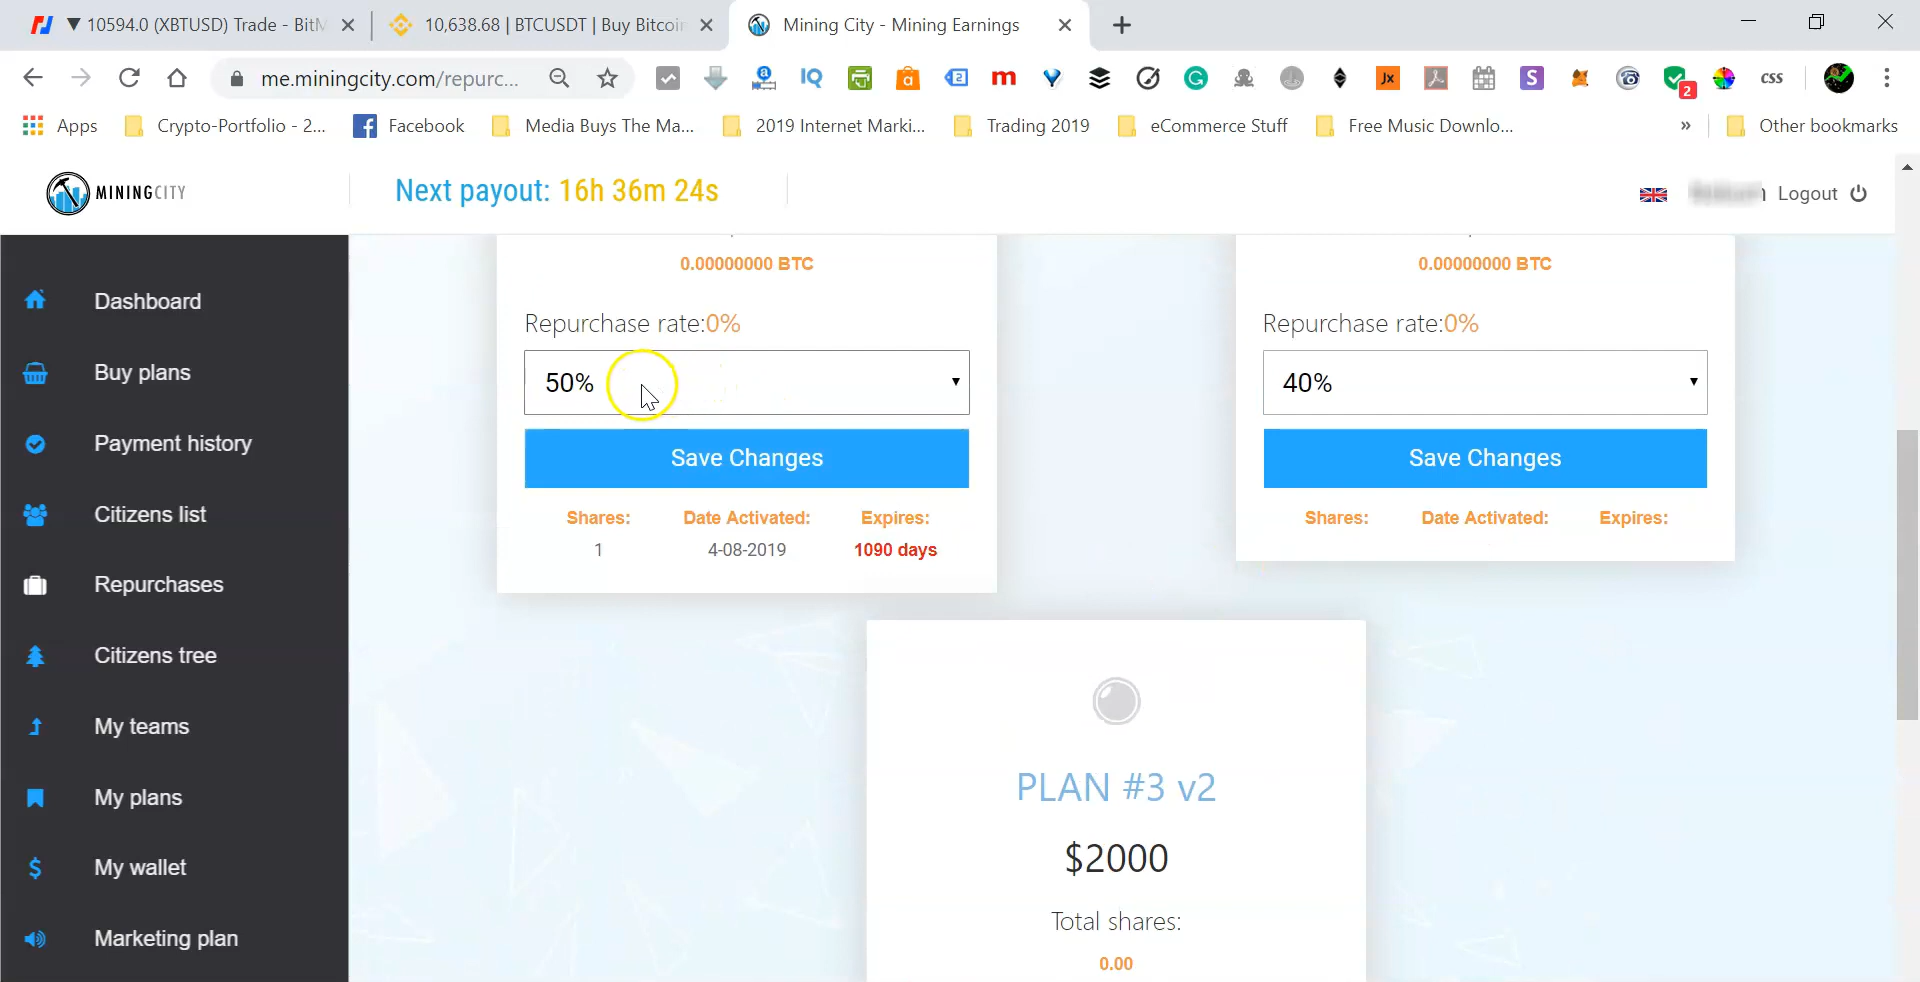 ▼ 10594.0 (XBTUSD) Trade - BitM
10,638.68 | BTCUSDT | Buy Bitcoin
Mining City - Mining Earnings
me.miningcity.com/repurc...
2
css
Apps
Crypto-Portfolio - 2...
Facebook
Media Buys The Ma...
2019 Internet Marki...
Trading 2019
eCommerce Stuff
Free Music Downlo...
»
Other bookmarks
MININGCITY
Next payout: 16h 36m 24s
Logout
Dashboard
Buy plans
Payment history
Citizens list
Repurchases
Citizens tree
My teams
My plans
My wallet
Marketing plan
0.00000000 BTC
Repurchase rate:0%
50%
Save Changes
Shares: Date Activated: Expires:
1 4-08-2019 1090 days
0.00000000 BTC
Repurchase rate:0%
40%
Save Changes
Shares: Date Activated: Expires:
PLAN #3 v2
$2000
Total shares:
0.00